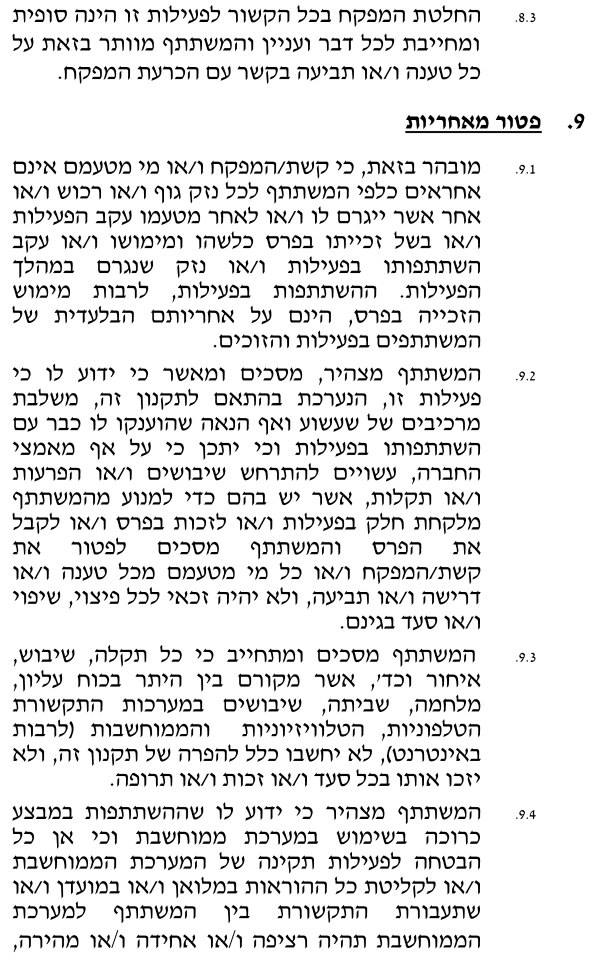 8.3. החלטת המפקח בכל הקשור לפעילות זו הינה סופית
ומחייבת לכל דבר ועניין והמשתתף מוותר בזאת על
כל טענה ו/או תביעה בקשר עם הכרעת המפקח.
9. פטור מאחריות
9.1. מובהר בזאת, כי קשת/המפקח ו/או מי מטעמם אינם
אחראים כלפי המשתתף לכל נזק גוף ו/או רכוש ו/או
אחר אשר ייגרם לו ו/או לאחר מטעמו עקב הפעילות
ו/או בשל זכייתו בפרס כלשהו ומימושו ו/או עקב
השתתפותו בפעילות ו/או נזק שנגרם במהלך
הפעילות. ההשתתפות בפעילות, לרבות מימוש
הזכייה בפרס, הינם על אחריותם הבלעדית של
המשתתפים בפעילות והזוכים.
9.2. המשתתף מצהיר, מסכים ומאשר כי ידוע לו כי
פעילות זו, הנערכת בהתאם לתקנון זה, משלבת
מרכיבים של שעשוע ואף הנאה שהוענקו לו כבר עם
השתתפותו בפעילות וכי יתכן כי על אף מאמצי
החברה, עשויים להתרחש שיבושים ו/או הפרעות
ו/או תקלות, אשר יש בהם כדי למנוע מהמשתתף
מלקחת חלק בפעילות ו/או לזכות בפרס ו/או לקבל
את הפרס והמשתתף מסכים לפטור את
קשת/המפקח ו/או כל מי מטעמם מכל טענה ו/או
דרישה ו/או תביעה, ולא יהיה זכאי לכל פיצוי, שיפוי
ו/או סעד בגינם.
9.3. המשתתף מסכים ומתחייב כי כל תקלה, שיבוש,
איחור וכד', אשר מקורם בין היתר בכוח עליון,
מלחמה, שביתה, שיבושים במערכות התקשורת
הטלפוניות, הטלוויזיוניות והממוחשבות (לרבות
באינטרנט), לא יחשבו כלל להפרה של תקנון זה, ולא
יזכו אותו בכל סעד ו/או זכות ו/או תרופה.
9.4. המשתתף מצהיר כי ידוע לו שההשתתפות במבצע
כרוכה בשימוש במערכת ממוחשבת וכי אן כל
הבטחה לפעילות תקינה של המערכת הממוחשבת
ו/או לקליטת כל ההוראות במלואן ו/או במועדן ו/או
שתעבורת התקשורת בין המשתתף למערכת
הממוחשבת תהיה רציפה ו/או אחידה ו/או מהירה,